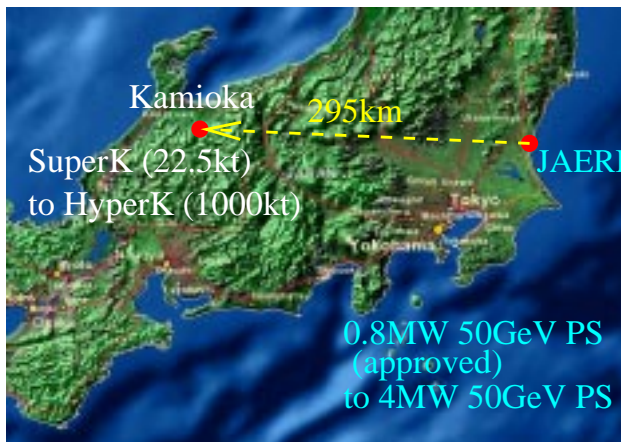 Kamioka
295km
SuperK (22.5kt)
JAERI
to HyperK (1000kt)
Tokyo
Yokohama
0.8MW 50GeV PS
(approved)
to 4MW 50GeV PS